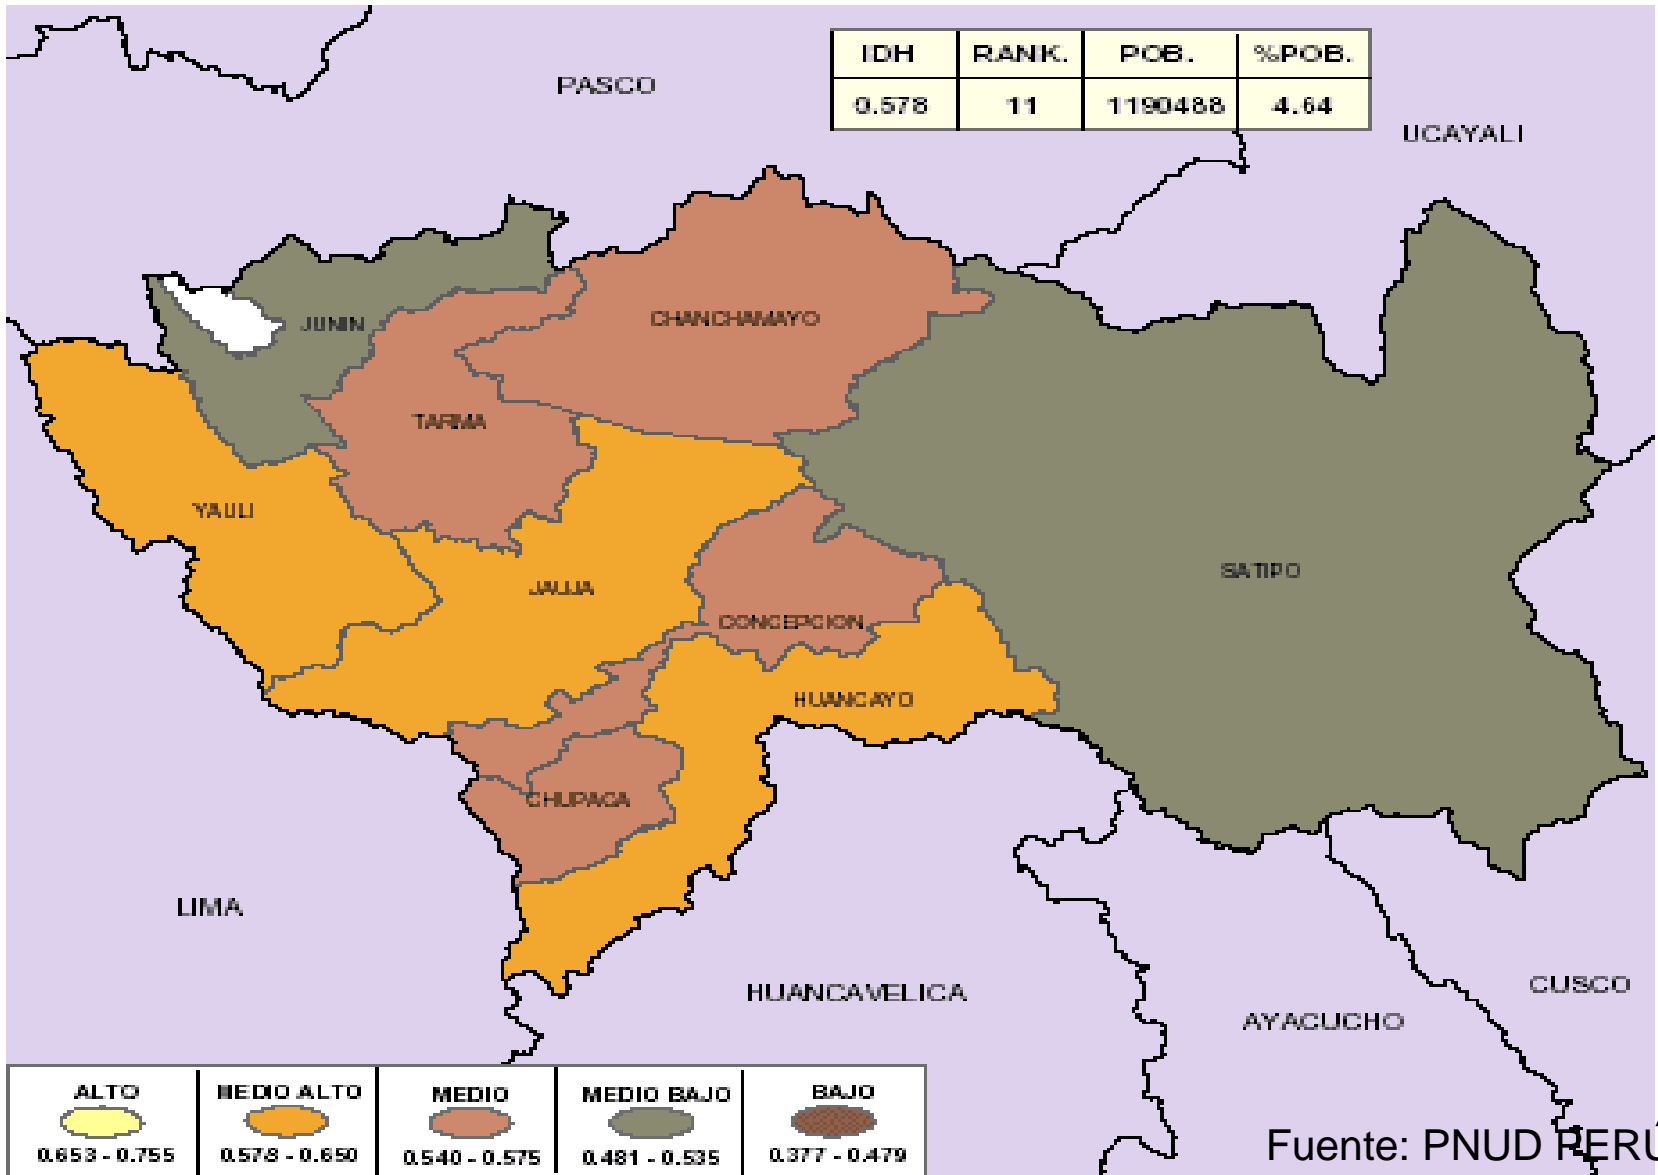 IDH RANK. POB. %POB.
0.578 11 1190488 4.64
PASCO
UCAYALI
JUNIN
CHANCHAMAYO
TARMA
YAULI
JAUJA
SATIPO
CONCEPCION
HUANCAYO
CHUPACA
LIMA
HUANCAVELICA
CUSCO
AYACUCHO
ALTO MEDIO ALTO MEDIO MEDIO BAJO BAJO
0.653 - 0.755 0.578 - 0.650 0.540 - 0.575 0.481 - 0.535 0.377 - 0.479
Fuente: PNUD PERÚ